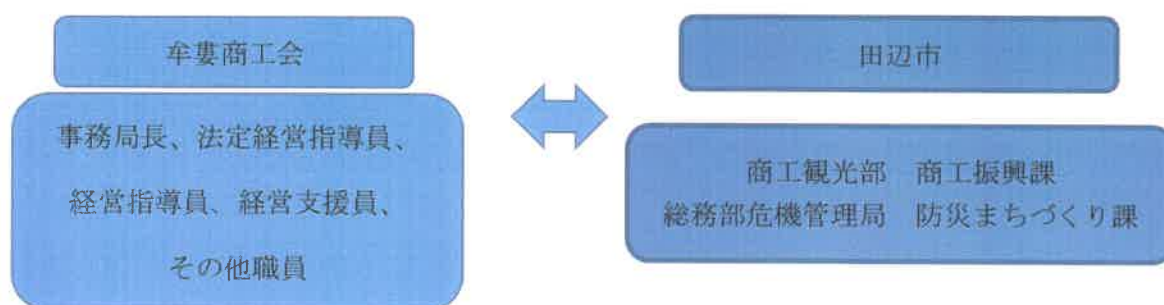 牟婁商工会
事務局長、法定経営指導員、
経営指導員、経営支援員、
その他職員
田辺市
商工観光部　商工振興課
総務部危機管理局　防災まちづくり課